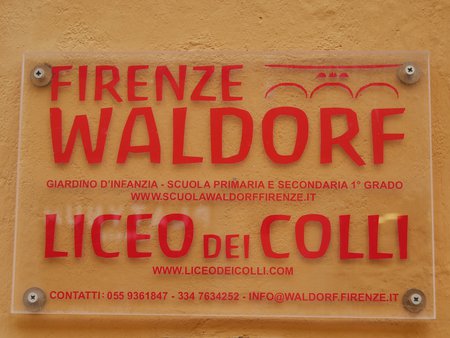 FIRENZE
WALDORF
GIARDINO D'INFANZIA - SCUOLA PRIMARIA E SECONDARIA 1° GRADO
WWW.SCUOLAWALDORFFIRENZE.IT
LICEO DEI COLLI
WWW.LICEODEICOLLI.COM
CONTATTI: 055 9361847 - 334 7634252 - INFO@WALDORF.FIRENZE.IT